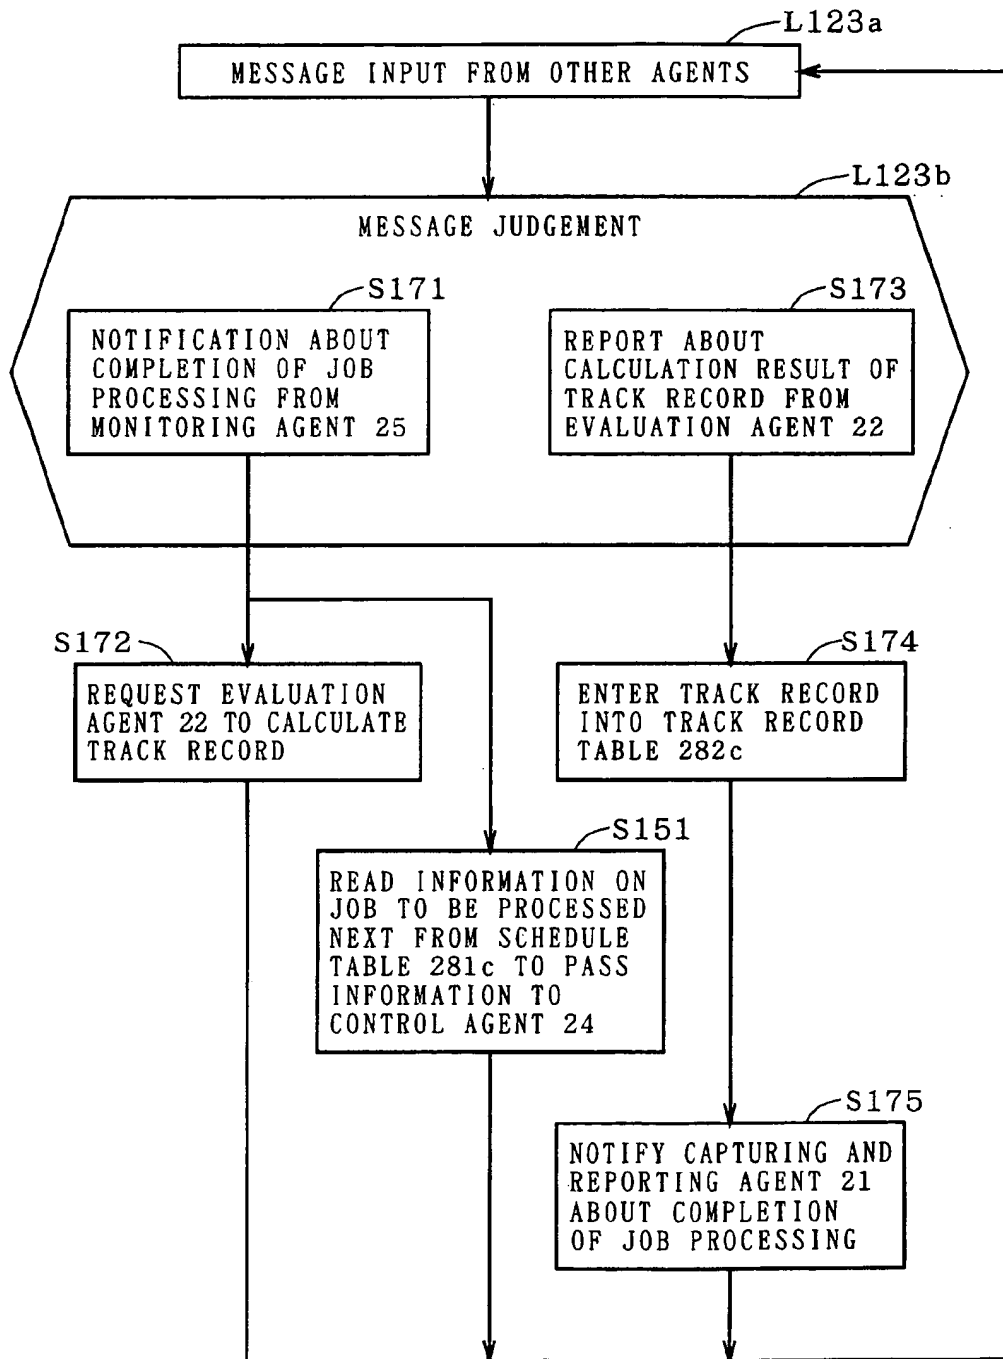 L123a
MESSAGE INPUT FROM OTHER AGENTS
L123b
MESSAGE JUDGEMENT
S171
NOTIFICATION ABOUT
COMPLETION OF JOB
PROCESSING FROM
MONITORING AGENT 25
S173
REPORT ABOUT
CALCULATION RESULT OF
TRACK RECORD FROM
EVALUATION AGENT 22
S172
REQUEST EVALUATION
AGENT 22 TO CALCULATE
TRACK RECORD
S174
ENTER TRACK RECORD
INTO TRACK RECORD
TABLE 282c
S151
READ INFORMATION ON
JOB TO BE PROCESSED
NEXT FROM SCHEDULE
TABLE 281c TO PASS
INFORMATION TO
CONTROL AGENT 24
S175
NOTIFY CAPTURING AND
REPORTING AGENT 21
ABOUT COMPLETION
OF JOB PROCESSING